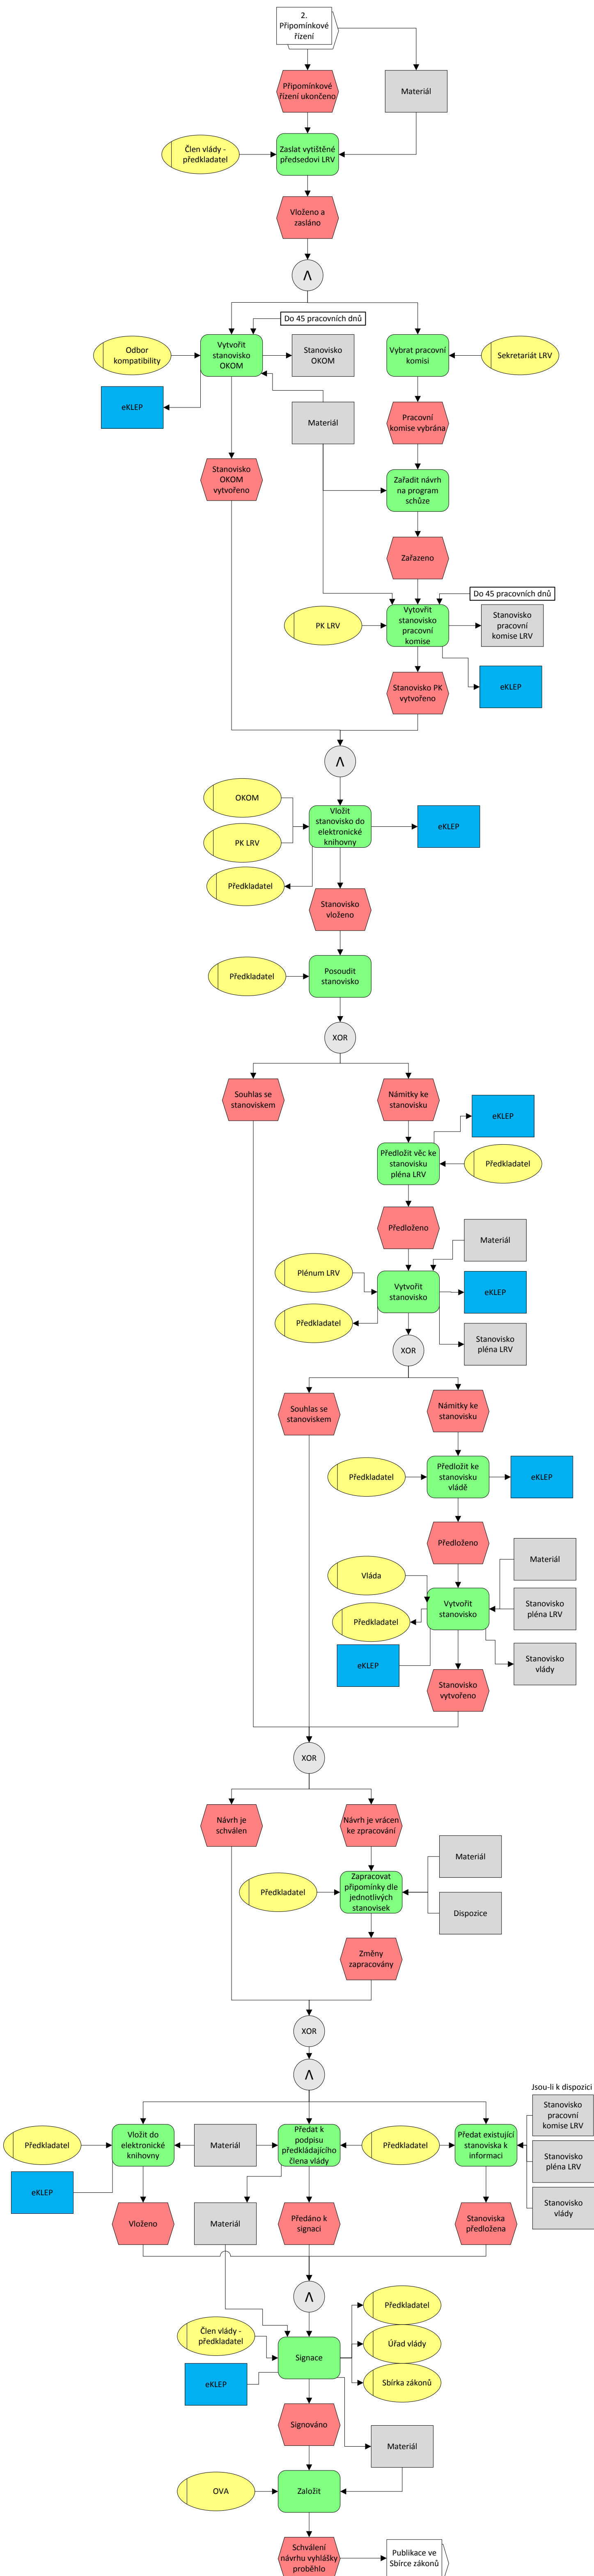 2.
Připomínkové
řízení
Připomínkové
řízení ukončeno
Materiál
Člen vlády -
předkladatel
Zaslat vytištěné
předsedovi LRV
Vloženo a
zasláno
Λ
Do 45 pracovních dnů
Odbor
kompatibility
Vytvořit
stanovisko
OKOM
Stanovisko
OKOM
Vybrat pracovní
komisi
Sekretariát LRV
eKLEP
Materiál
Pracovní
komise vybrána
Stanovisko
OKOM
vytvořeno
Zařadit návrh
na program
schůze
Zařazeno
Do 45 pracovních dnů
PK LRV
Vytovřit
stanovisko
pracovní
komise
Stanovisko
pracovní
komise LRV
Stanovisko PK
vytvořeno
eKLEP
Λ
OKOM
PK LRV
Vložit
stanovisko do
elektronické
knihovny
eKLEP
Předkladatel
Stanovisko
vloženo
Předkladatel
Posoudit
stanovisko
XOR
Souhlas se
stanoviskem
Námitky ke
stanovisku
eKLEP
Předložit věc ke
stanovisku
pléna LRV
Předkladatel
Předloženo
Materiál
Plénum LRV
Vytvořit
stanovisko
eKLEP
Předkladatel
Stanovisko
pléna LRV
XOR
Souhlas se
stanoviskem
Námitky ke
stanovisku
Předkladatel
Předložit ke
stanovisku
vládě
eKLEP
Předloženo
Materiál
Vláda
Vytvořit
stanovisko
Stanovisko
pléna LRV
Předkladatel
eKLEP
Stanovisko
vlády
Stanovisko
vytvořeno
XOR
Návrh je
schválen
Návrh je vrácen
ke zpracování
Materiál
Předkladatel
Zapracovat
připomínky dle
jednotlivých
stanovisek
Dispozice
Změny
zapracovány
XOR
Λ
Jsou-li k dispozici
Předkladatel
Vložit do
elektronické
knihovny
Materiál
Předat k
podpisu
předkládajícího
člena vlády
Předkladatel
Předat existující
stanoviska k
informaci
Stanovisko
pracovní
komise LRV
Stanovisko
pléna LRV
Stanovisko
vlády
eKLEP
Vloženo
Materiál
Předáno k
signaci
Stanoviska
předložena
Λ
Předkladatel
Člen vlády -
předkladatel
Signace
Úřad vlády
Sbírka zákonů
eKLEP
Signováno
Materiál
OVA
Založit
Schválení
návrhu vyhlášky
proběhlo
Publikace ve
Sbírce zákonů